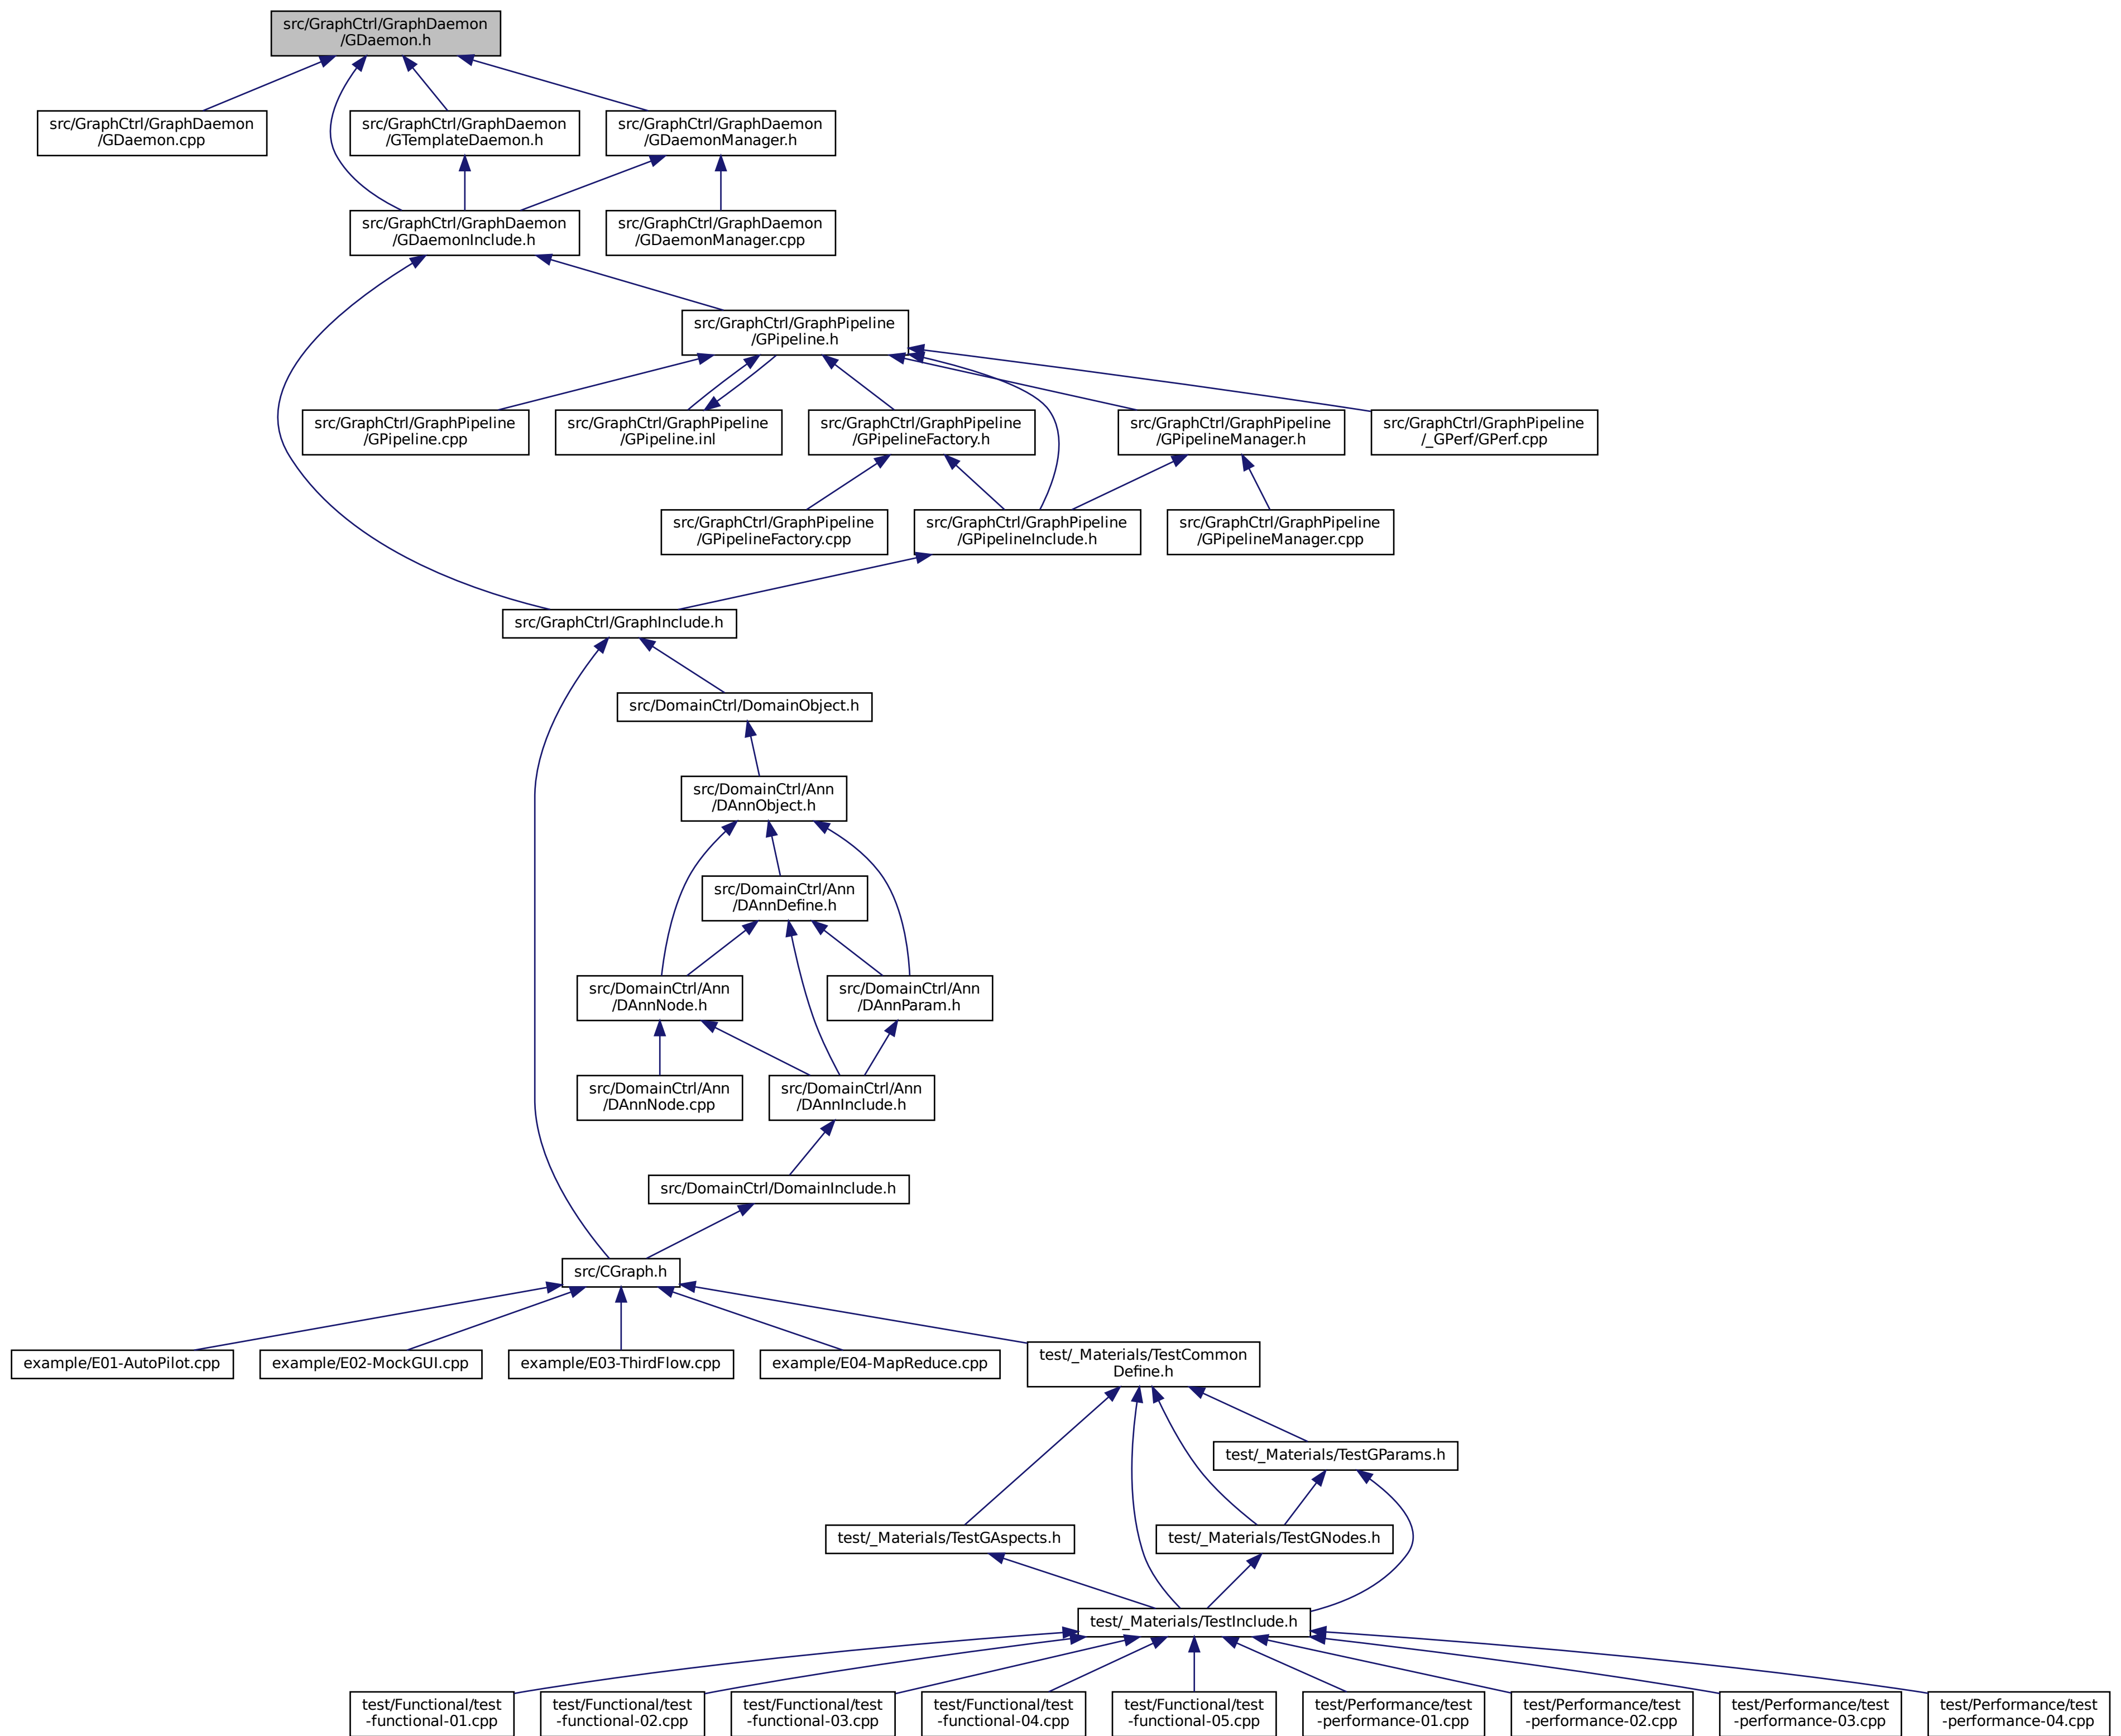 src/GraphCtrl/GraphDaemon
/GDaemon.h
src/GraphCtrl/GraphDaemon
/GDaemon.cpp
src/GraphCtrl/GraphDaemon
/GTemplateDaemon.h
src/GraphCtrl/GraphDaemon
/GDaemonManager.h
src/GraphCtrl/GraphDaemon
/GDaemonInclude.h
src/GraphCtrl/GraphDaemon
/GDaemonManager.cpp
src/GraphCtrl/GraphPipeline
/GPipeline.h
src/GraphCtrl/GraphPipeline
/GPipeline.cpp
src/GraphCtrl/GraphPipeline
/GPipeline.inl
src/GraphCtrl/GraphPipeline
/GPipelineFactory.h
src/GraphCtrl/GraphPipeline
/GPipelineManager.h
src/GraphCtrl/GraphPipeline
/_GPerf/GPerf.cpp
src/GraphCtrl/GraphPipeline
/GPipelineFactory.cpp
src/GraphCtrl/GraphPipeline
/GPipelineInclude.h
src/GraphCtrl/GraphPipeline
/GPipelineManager.cpp
src/GraphCtrl/GraphInclude.h
src/DomainCtrl/DomainObject.h
src/DomainCtrl/Ann
/DAnnObject.h
src/DomainCtrl/Ann
/DAnnDefine.h
src/DomainCtrl/Ann
/DAnnNode.h
src/DomainCtrl/Ann
/DAnnParam.h
src/DomainCtrl/Ann
/DAnnNode.cpp
src/DomainCtrl/Ann
/DAnnInclude.h
src/DomainCtrl/DomainInclude.h
src/CGraph.h
example/E01-AutoPilot.cpp
example/E02-MockGUI.cpp
example/E03-ThirdFlow.cpp
example/E04-MapReduce.cpp
test/_Materials/TestCommon
Define.h
test/_Materials/TestGParams.h
test/_Materials/TestGAspects.h
test/_Materials/TestGNodes.h
test/_Materials/TestInclude.h
test/Functional/test
-functional-01.cpp
test/Functional/test
-functional-02.cpp
test/Functional/test
-functional-03.cpp
test/Functional/test
-functional-04.cpp
test/Functional/test
-functional-05.cpp
test/Performance/test
-performance-01.cpp
test/Performance/test
-performance-02.cpp
test/Performance/test
-performance-03.cpp
test/Performance/test
-performance-04.cpp